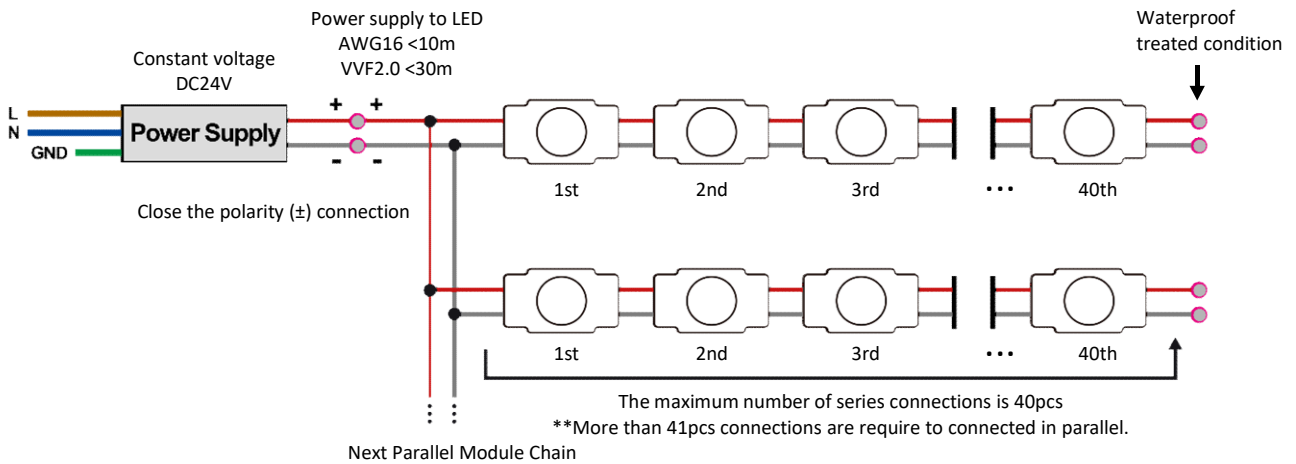 Power supply to LED
AWG16 <10m
VVF2.0 <30m
Waterproof
treated condition
Constant voltage
DC24V
L
N
GND
Power Supply
+ +
- -
1st 2nd 3rd ... 40th
Close the polarity (±) connection
1st 2nd 3rd ... 40th
The maximum number of series connections is 40pcs
**More than 41pcs connections are require to connected in parallel.
Next Parallel Module Chain